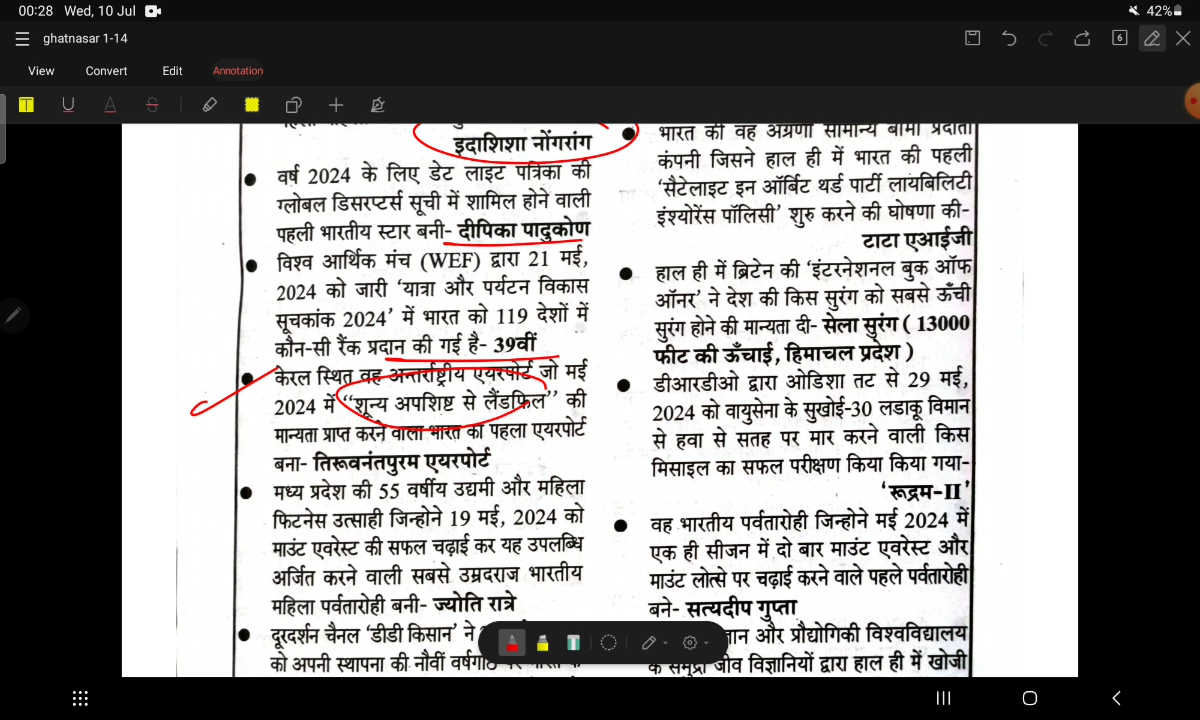 00:28 Wed, 10 Jul
42%
ghatnasar 1-14
6
View Convert Edit Annotation
T U A S
इदाशिशा नोंगरांग
वर्ष 2024 के लिए डेट लाइट पत्रिका की
ग्लोबल डिसरप्टर्स सूची में शामिल होने वाली
पहली भारतीय स्टार बनी- दीपिका पादुकोण
विश्व आर्थिक मंच (WEF) द्वारा 21 मई,
2024 को जारी 'यात्रा और पर्यटन विकास
सूचकांक 2024' में भारत को 119 देशों में
कौन-सी रैंक प्रदान की गई है- 39वीं
केरल स्थित वह अन्तर्राष्ट्रीय एयरपोर्ट जो मई
2024 में "शून्य अपशिष्ट से लैंडफिल" की
मान्यता प्राप्त करने वाला भारत का पहला एयरपोर्ट
बना- तिरूवनंतपुरम एयरपोर्ट
मध्य प्रदेश की 55 वर्षीय उद्यमी और महिला
फिटनेस उत्साही जिन्होने 19 मई, 2024 को
माउंट एवरेस्ट की सफल चढ़ाई कर यह उपलब्धि
अर्जित करने वाली सबसे उम्रदराज भारतीय
महिला पर्वतारोही बनी- ज्योति रात्रे
दूरदर्शन चैनल 'डीडी किसान' ने
को अपनी स्थापना की नौवीं वर्षगांठ
भारत की वह अग्रणी सामान्य बीमा प्रदाता
कंपनी जिसने हाल ही में भारत की पहली
'सैटेलाइट इन ऑर्बिट थर्ड पार्टी लायबिलिटी
इंश्योरेंस पॉलिसी' शुरु करने की घोषणा की-
टाटा एआईजी
हाल ही में ब्रिटेन की 'इंटरनेशनल बुक ऑफ
ऑनर' ने देश की किस सुरंग को सबसे ऊँची
सुरंग होने की मान्यता दी- सेला सुरंग ( 13000
फीट की ऊँचाई, हिमाचल प्रदेश )
डीआरडीओ द्वारा ओडिशा तट से 29 मई,
2024 को वायुसेना के सुखोई-30 लडाकू विमान
से हवा से सतह पर मार करने वाली किस
मिसाइल का सफल परीक्षण किया किया गया-
'रूद्रम-II'
वह भारतीय पर्वतारोही जिन्होने मई 2024 में
एक ही सीजन में दो बार माउंट एवरेस्ट और
माउंट लोत्से पर चढ़ाई करने वाले पहले पर्वतारोही
बने- सत्यदीप गुप्ता
और प्रौद्योगिकी विश्वविद्यालय
के समुद्री जीव विज्ञानियों द्वारा हाल ही में खोजी